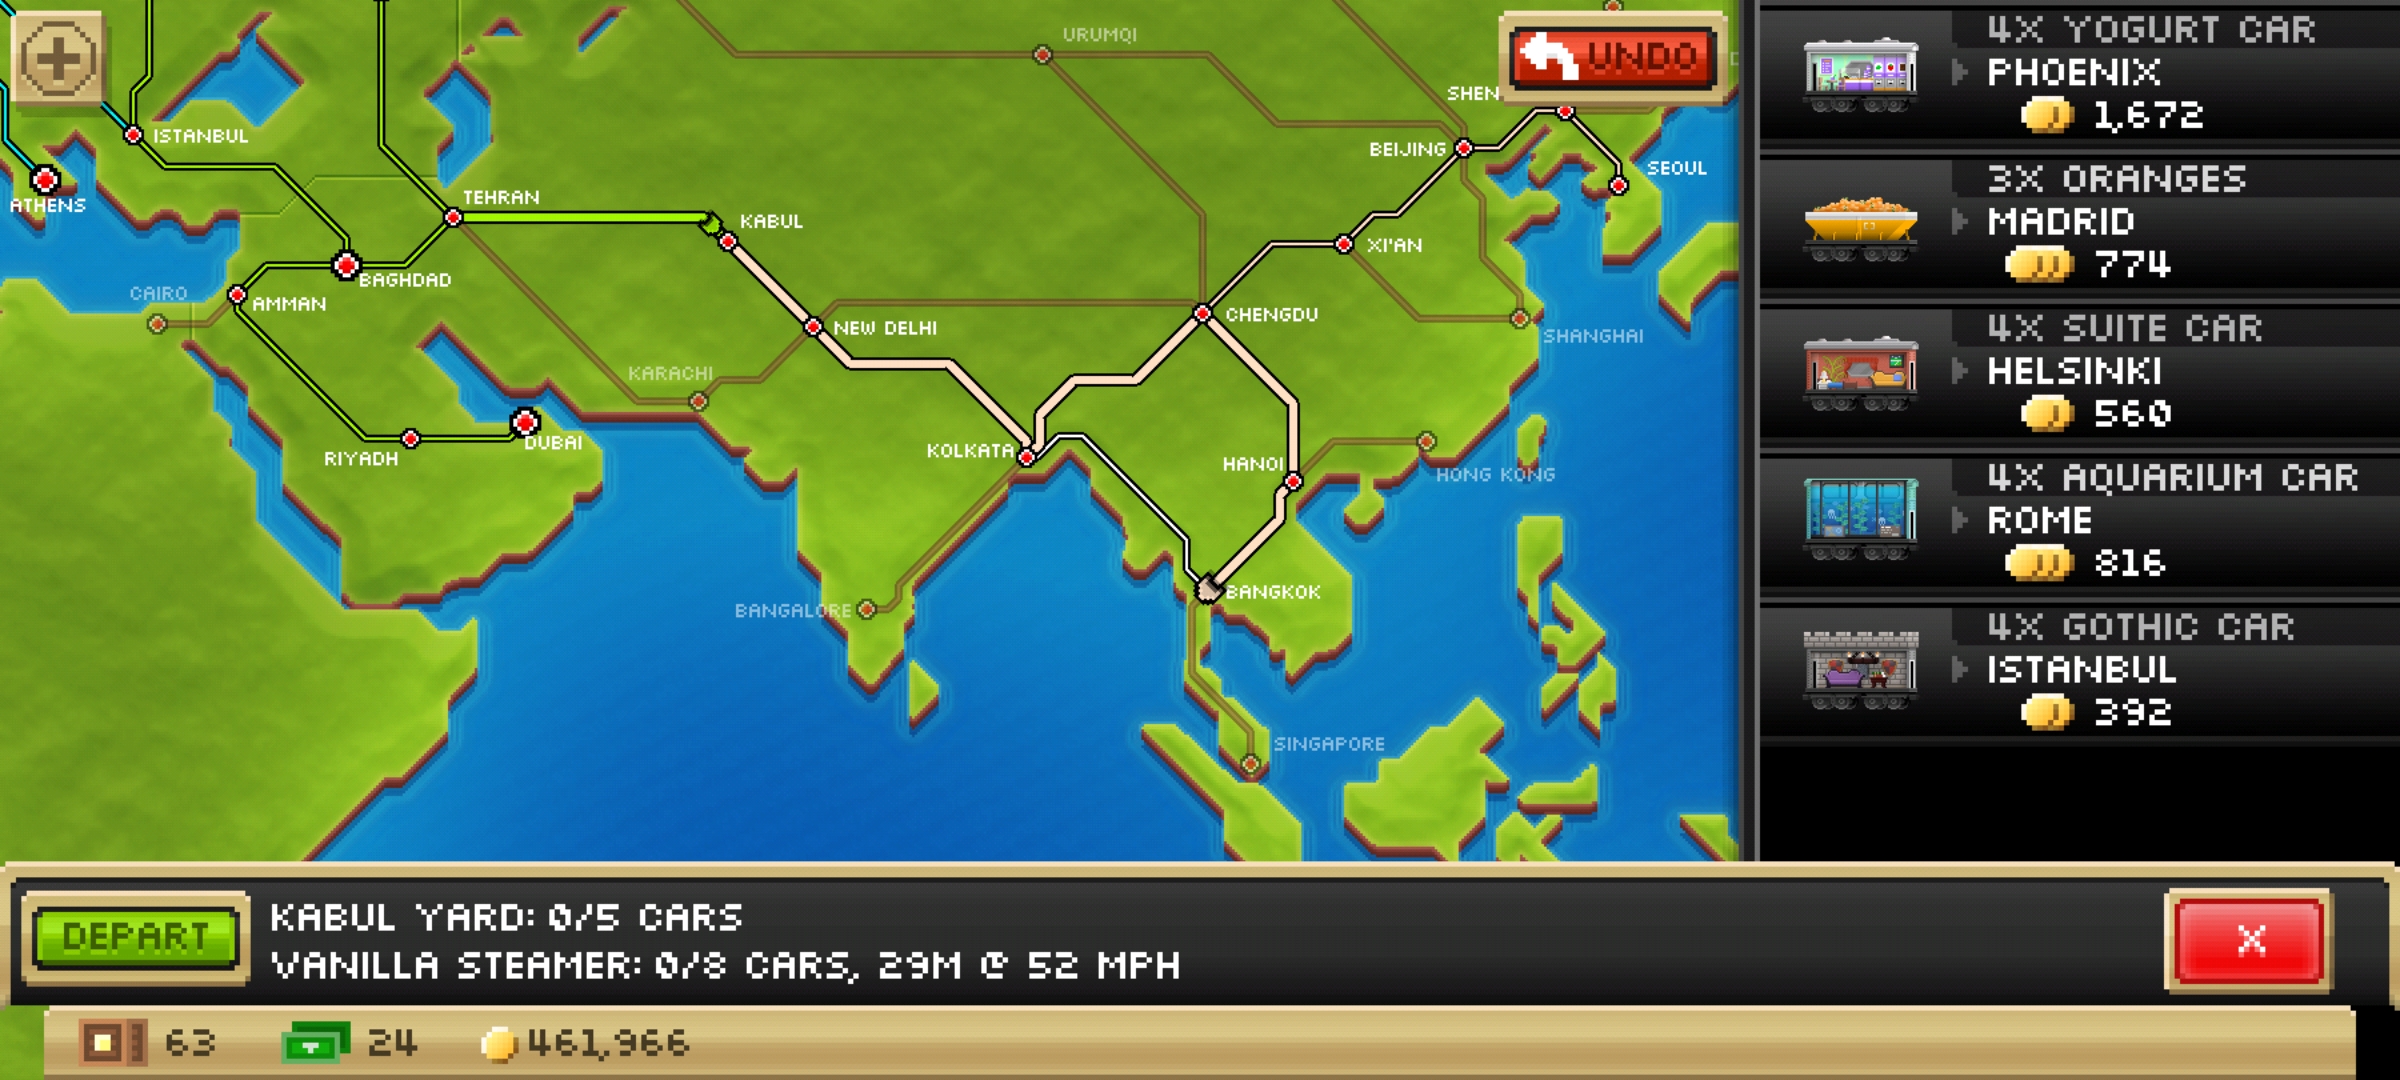 URUMQI
UNDO
SHEN
ISTANBUL
BEIJING
SEOUL
ATHENS
TEHRAN
KABUL
XI'AN
BAGHDAD
CAIRO
AMMAN
NEW DELHI
CHENGDU
SHANGHAI
KARACHI
RIYADH
DUBAI
KOLKATA
HANOI
HONG KONG
BANGALORE
BANGKOK
SINGAPORE
4X YOGURT CAR
PHOENIX
1,672
3X ORANGES
MADRID
774
4X SUITE CAR
HELSINKI
560
4X AQUARIUM CAR
ROME
816
4X GOTHIC CAR
ISTANBUL
392
DEPART
KABUL YARD: 0/5 CARS
VANILLA STEAMER: 0/8 CARS, 29M @ 52 MPH
X
63
24
461,966